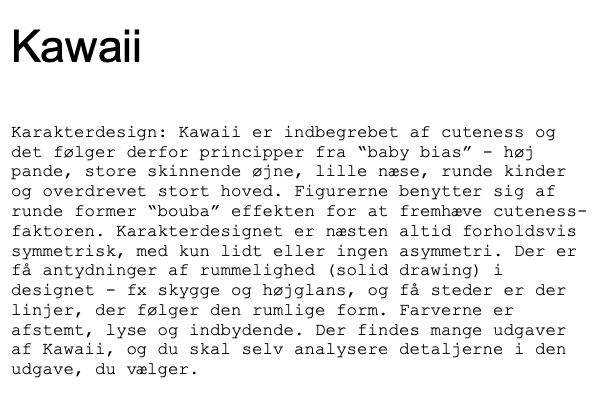 Kawaii
Karakterdesign: Kawaii er indbegrebet af cuteness og
det følger derfor principper fra “baby bias” - høj
pande, store skinnende øjne, lille næse, runde kinder
og overdrevet stort hoved. Figurerne benytter sig af
runde former “bouba” effekten for at fremhæve cuteness-
faktoren. Karakterdesignet er næsten altid forholdsvis
symmetrisk, med kun lidt eller ingen asymmetri. Der er
få antydninger af rummelighed (solid drawing) i
designet - fx skygge og højglans, og få steder er der
linjer, der følger den rumlige form. Farverne er
afstemt, lyse og indbydende. Der findes mange udgaver
af Kawaii, og du skal selv analysere detaljerne i den
udgave, du vælger.